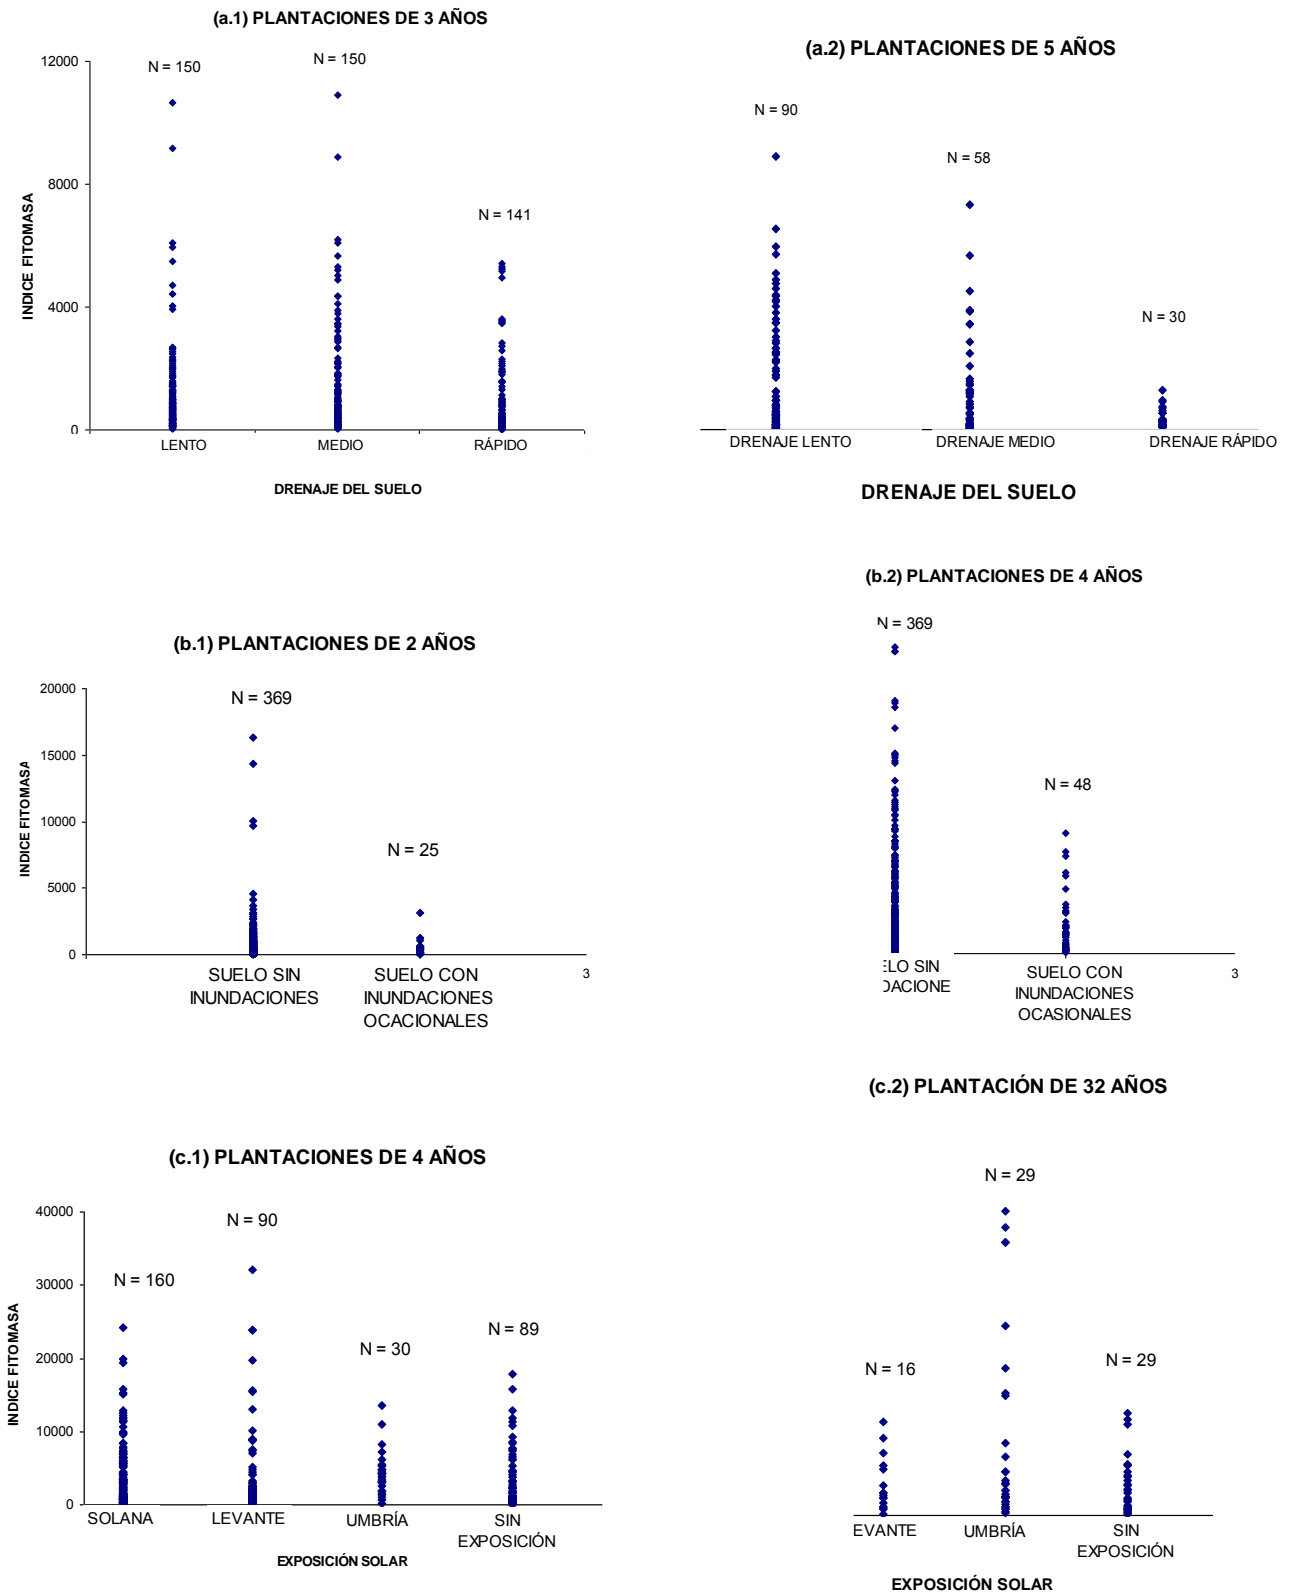 (a.1) PLANTACIONES DE 3 AÑOS
12000
8000
4000
0
INDICE FITOMASA
N = 150
N = 150
N = 141
LENTO
MEDIO
RÁPIDO
DRENAJE DEL SUELO
(a.2) PLANTACIONES DE 5 AÑOS
N = 90
N = 58
N = 30
DRENAJE LENTO
DRENAJE MEDIO
DRENAJE RÁPIDO
DRENAJE DEL SUELO
(b.1) PLANTACIONES DE 2 AÑOS
20000
15000
10000
5000
0
INDICE FITOMASA
N = 369
N = 25
SUELO SIN
INUNDACIONES
SUELO CON
INUNDACIONES
OCACIONALES
3
(b.2) PLANTACIONES DE 4 AÑOS
N = 369
N = 48
ELO SIN
DACIONE
SUELO CON
INUNDACIONES
OCASIONALES
3
(c.1) PLANTACIONES DE 4 AÑOS
40000
30000
20000
10000
0
INDICE FITOMASA
N = 160
N = 90
N = 30
N = 89
SOLANA
LEVANTE
UMBRÍA
SIN
EXPOSICIÓN
EXPOSICIÓN SOLAR
(c.2) PLANTACIÓN DE 32 AÑOS
N = 16
N = 29
N = 29
EVANTE
UMBRÍA
SIN
EXPOSICIÓN
EXPOSICIÓN SOLAR